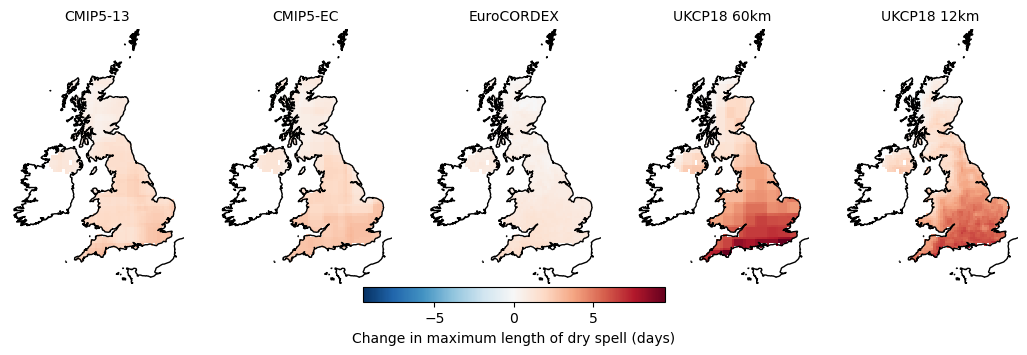 CMIP5-13 CMIP5-EC EuroCORDEX UKCP18 60km UKCP18 12km
−5 0 5
Change in maximum length of dry spell (days)